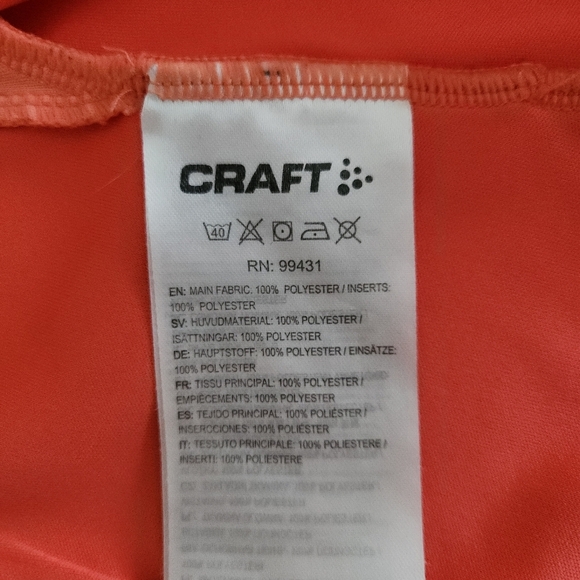 CRAFT
40
RN: 99431
EN: MAIN FABRIC: 100% POLYESTER / INSERTS:
100% POLYESTER
SV: HUVUDMATERIAL: 100% POLYESTER /
ISÄTTNINGAR: 100% POLYESTER
DE: HAUPTSTOFF: 100% POLYESTER / EINSÄTZE:
100% POLYESTER
FR: TISSU PRINCIPAL: 100% POLYESTER /
EMPIÈCEMENTS: 100% POLYESTER
ES: TEJIDO PRINCIPAL: 100% POLIÉSTER /
INSERCCIONES: 100% POLIÉSTER
IT: TESSUTO PRINCIPALE: 100% POLIESTERE /
INSERTI: 100% POLIESTERE